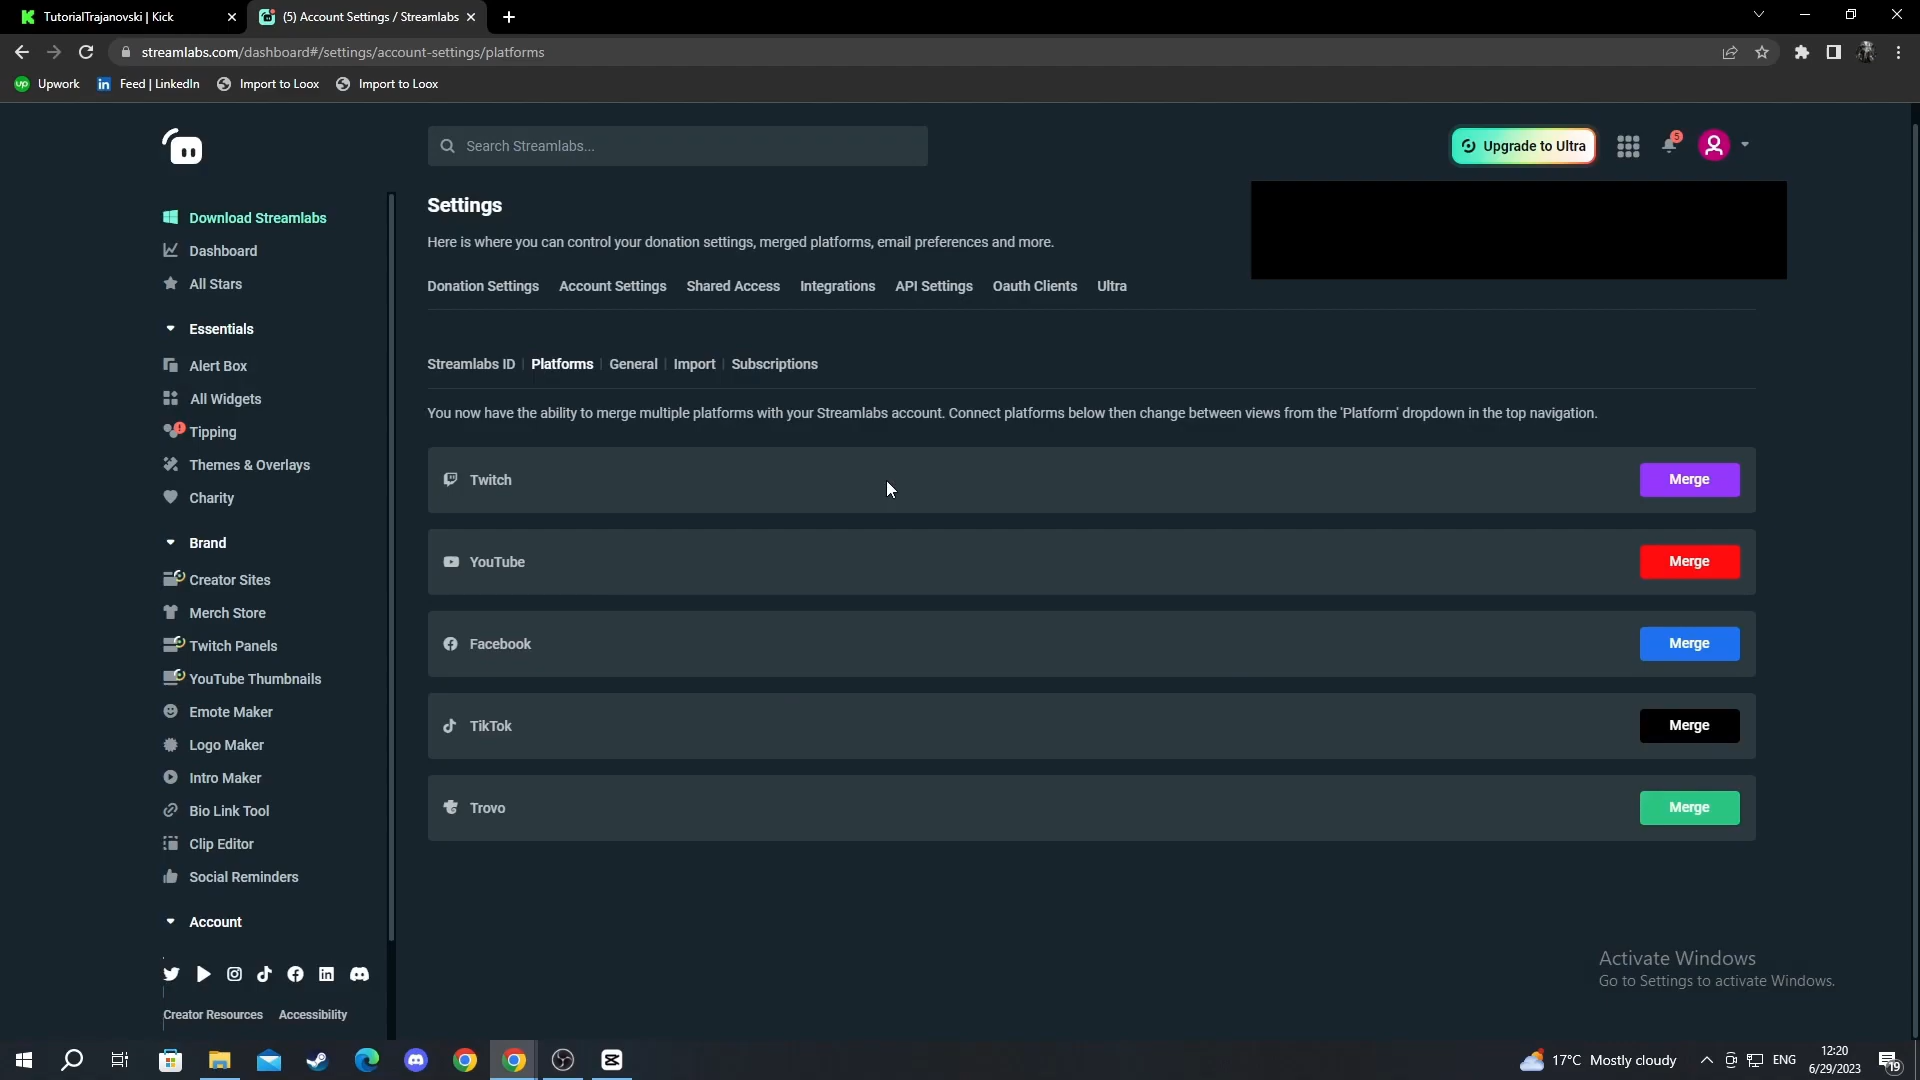 TutorialTrajanovski | Kick
(5) Account Settings / Streamlabs
streamlabs.com/dashboard#/settings/account-settings/platforms
Upwork
Feed | LinkedIn
Import to Loox
Import to Loox
Search Streamlabs...
Upgrade to Ultra
5
Download Streamlabs
Dashboard
All Stars
Essentials
Alert Box
All Widgets
Tipping
Themes & Overlays
Charity
Brand
Creator Sites
Merch Store
Twitch Panels
YouTube Thumbnails
Emote Maker
Logo Maker
Intro Maker
Bio Link Tool
Clip Editor
Social Reminders
Account
Creator Resources Accessibility
Settings
Here is where you can control your donation settings, merged platforms, email preferences and more.
Donation Settings Account Settings Shared Access Integrations API Settings Oauth Clients Ultra
Streamlabs ID | Platforms | General | Import | Subscriptions
You now have the ability to merge multiple platforms with your Streamlabs account. Connect platforms below then change between views from the 'Platform' dropdown in the top navigation.
Twitch Merge
YouTube Merge
Facebook Merge
TikTok Merge
Trovo Merge
Activate Windows
Go to Settings to activate Windows.
17°C Mostly cloudy
ENG
12:20
6/29/2023
19